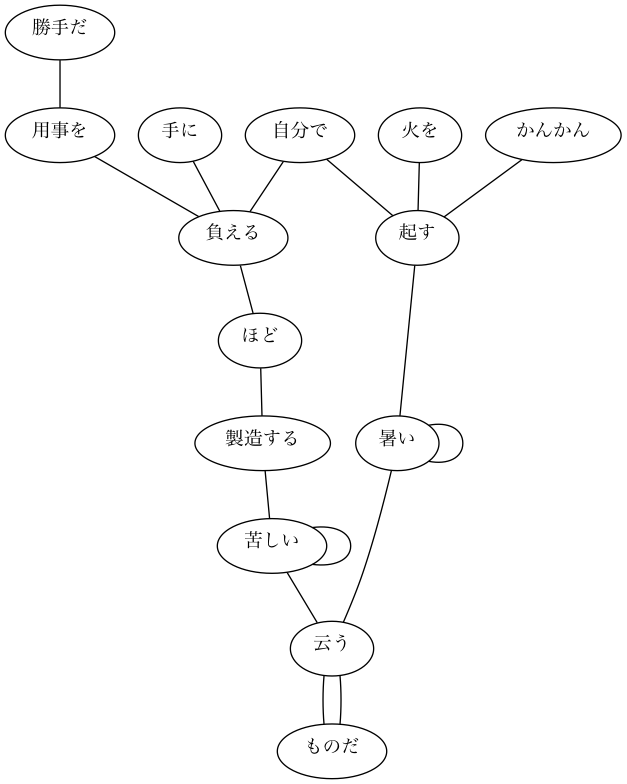 勝手だ
用事を
手に
自分で
火を
かんかん
負える
起す
ほど
製造する
暑い
苦しい
云う
ものだ